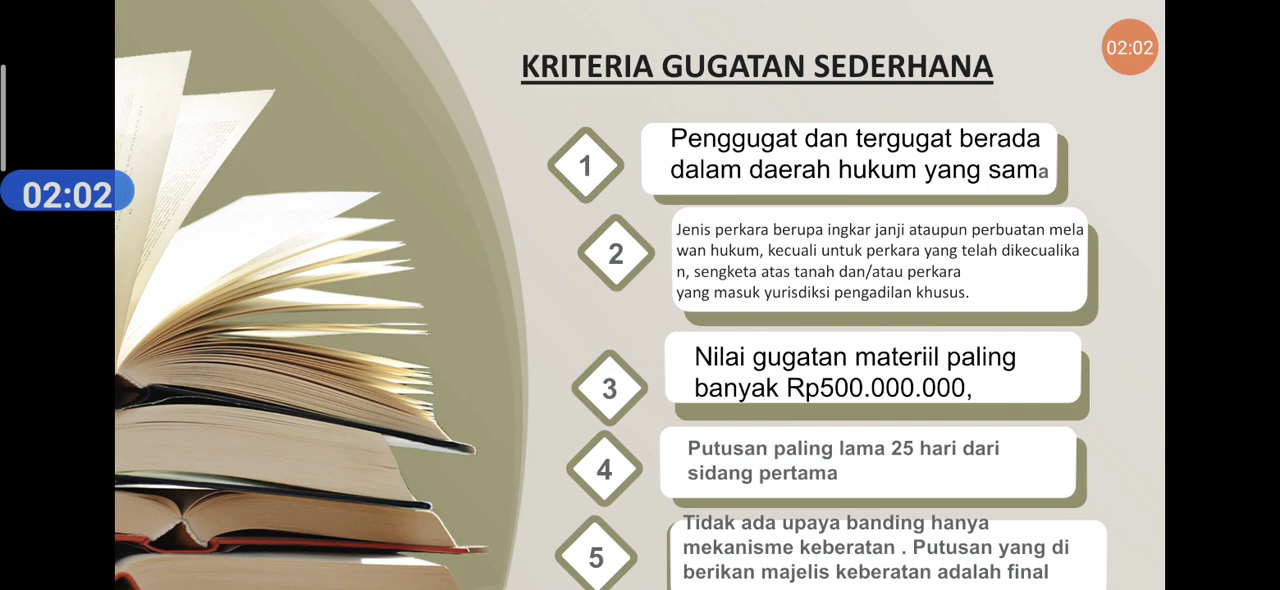 KRITERIA GUGATAN SEDERHANA
02:02
02:02
1
Penggugat dan tergugat berada
dalam daerah hukum yang sama
2
Jenis perkara berupa ingkar janji ataupun perbuatan mela
wan hukum, kecuali untuk perkara yang telah dikecualika
n, sengketa atas tanah dan/atau perkara
yang masuk yurisdiksi pengadilan khusus.
3
Nilai gugatan materiil paling
banyak Rp500.000.000,
4
Putusan paling lama 25 hari dari
sidang pertama
5
Tidak ada upaya banding hanya
mekanisme keberatan . Putusan yang di
berikan majelis keberatan adalah final